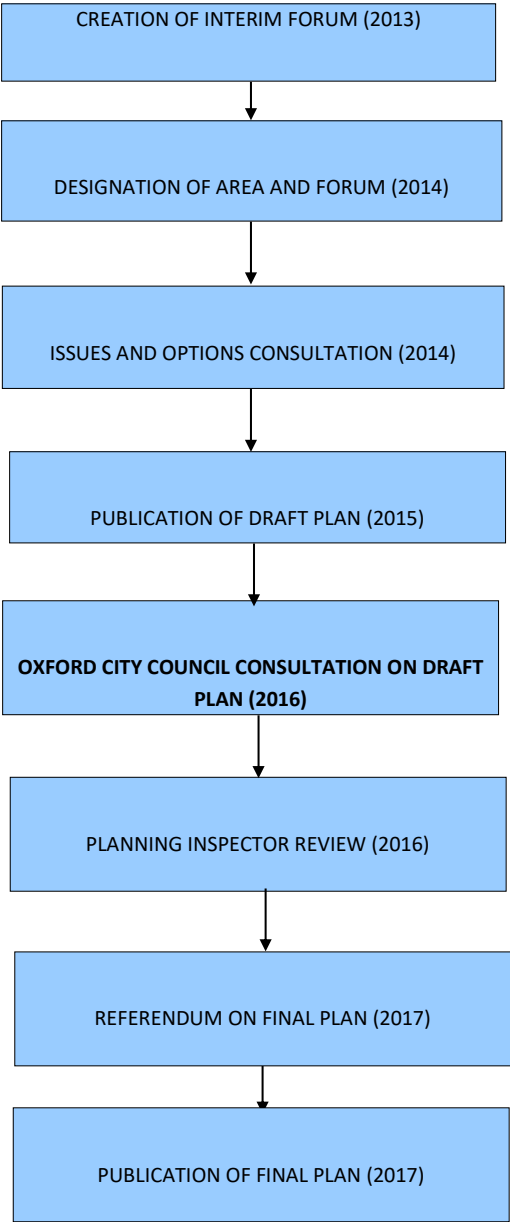 CREATION OF INTERIM FORUM (2013)
DESIGNATION OF AREA AND FORUM (2014)
ISSUES AND OPTIONS CONSULTATION (2014)
PUBLICATION OF DRAFT PLAN (2015)
OXFORD CITY COUNCIL CONSULTATION ON DRAFT
PLAN (2016)
PLANNING INSPECTOR REVIEW (2016)
REFERENDUM ON FINAL PLAN (2017)
PUBLICATION OF FINAL PLAN (2017)